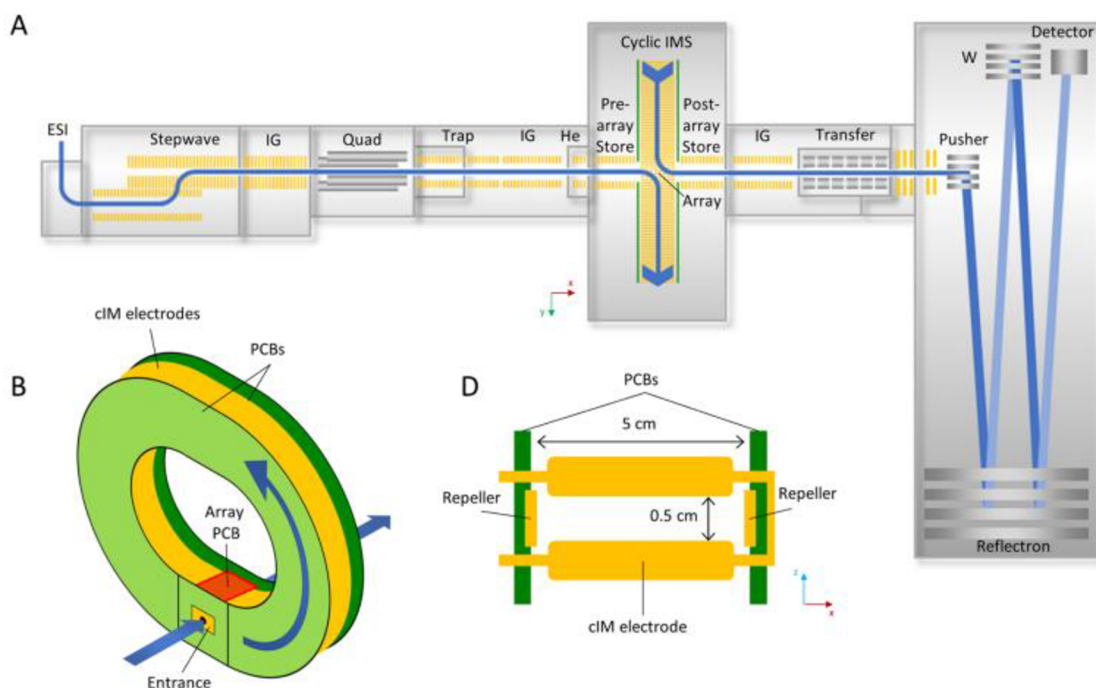 A
Cyclic IMS
Detector
W
ESI
Stepwave
IG
Quad
Trap
IG
He
Pre-
array
Store
Post-
array
Store
IG
Transfer
Pusher
Array
x
y
Reflectron
B
cIM electrodes
PCBs
Array
PCB
Entrance
D
PCBs
5 cm
Repeller
Repeller
0.5 cm
cIM electrode
z
x